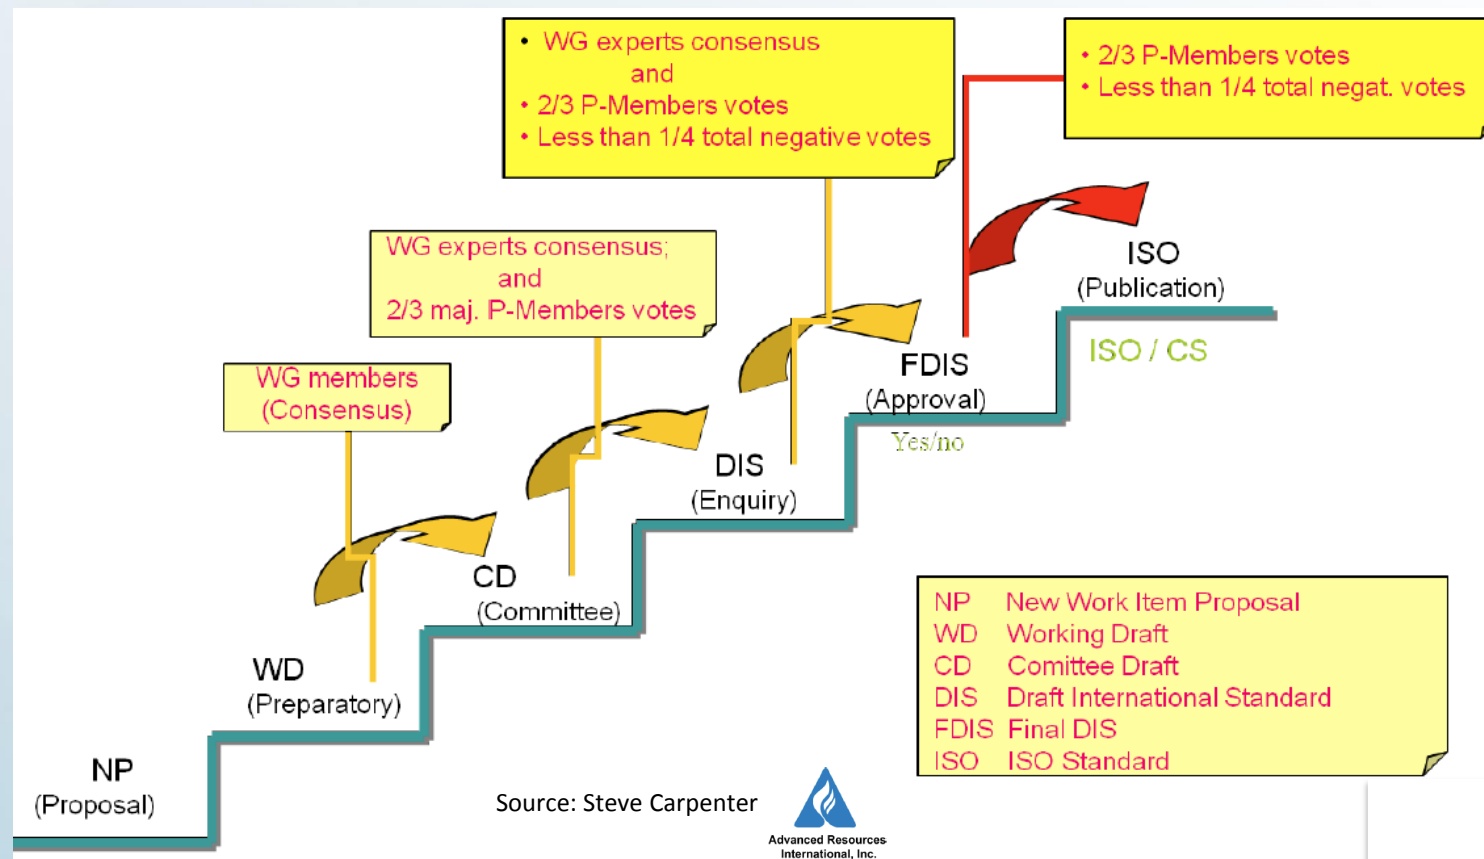 • WG experts consensus
and
• 2/3 P-Members votes
• Less than 1/4 total negative votes
• 2/3 P-Members votes
• Less than 1/4 total negat. votes
WG experts consensus;
and
2/3 maj. P-Members votes
WG members
(Consensus)
ISO
(Publication)
ISO / CS
FDIS
(Approval)
Yes/no
DIS
(Enquiry)
CD
(Committee)
WD
(Preparatory)
NP
(Proposal)
NP New Work Item Proposal
WD Working Draft
CD Comittee Draft
DIS Draft International Standard
FDIS Final DIS
ISO ISO Standard
Source: Steve Carpenter
Advanced Resources
International, Inc.